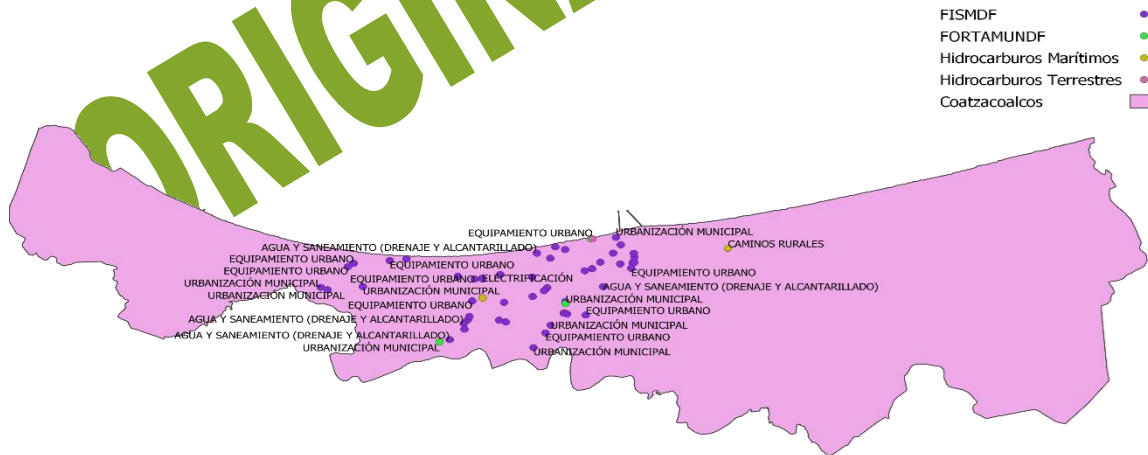 ORIGINA
FISMDF
FORTAMUNDF
Hidrocarburos Marítimos
Hidrocarburos Terrestres
Coatzacoalcos
EQUIPAMIENTO URBANO
URBANIZACIÓN MUNICIPAL
AGUA Y SANEAMIENTO (DRENAJE Y ALCANTARILLADO)
CAMINOS RURALES
EQUIPAMIENTO URBANO
EQUIPAMIENTO URBANO
EQUIPAMIENTO URBANO
EQUIPAMIENTO URBANO
URBANIZACIÓN MUNICIPAL
EQUIPAMIENTO URBANO
ELECTRIFICACIÓN
AGUA Y SANEAMIENTO (DRENAJE Y ALCANTARILLADO)
URBANIZACIÓN MUNICIPAL
URBANIZACIÓN MUNICIPAL
URBANIZACIÓN MUNICIPAL
EQUIPAMIENTO URBANO
EQUIPAMIENTO URBANO
AGUA Y SANEAMIENTO (DRENAJE Y ALCANTARILLADO)
URBANIZACIÓN MUNICIPAL
AGUA Y SANEAMIENTO (DRENAJE Y ALCANTARILLADO)
EQUIPAMIENTO URBANO
URBANIZACIÓN MUNICIPAL
URBANIZACIÓN MUNICIPAL